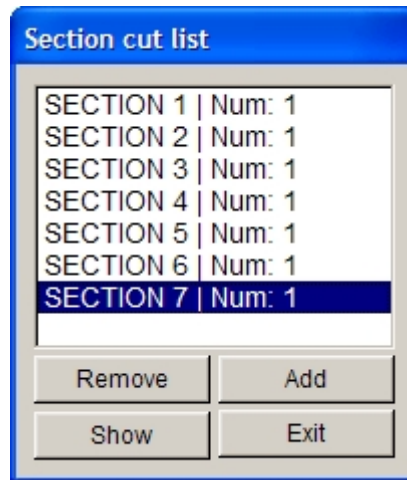 Section cut list
SECTION 1 | Num: 1
SECTION 2 | Num: 1
SECTION 3 | Num: 1
SECTION 4 | Num: 1
SECTION 5 | Num: 1
SECTION 6 | Num: 1
SECTION 7 | Num: 1
Remove Add
Show Exit